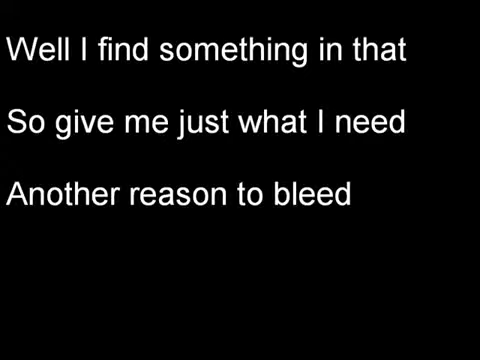 Well I find something in that
So give me just what I need
Another reason to bleed